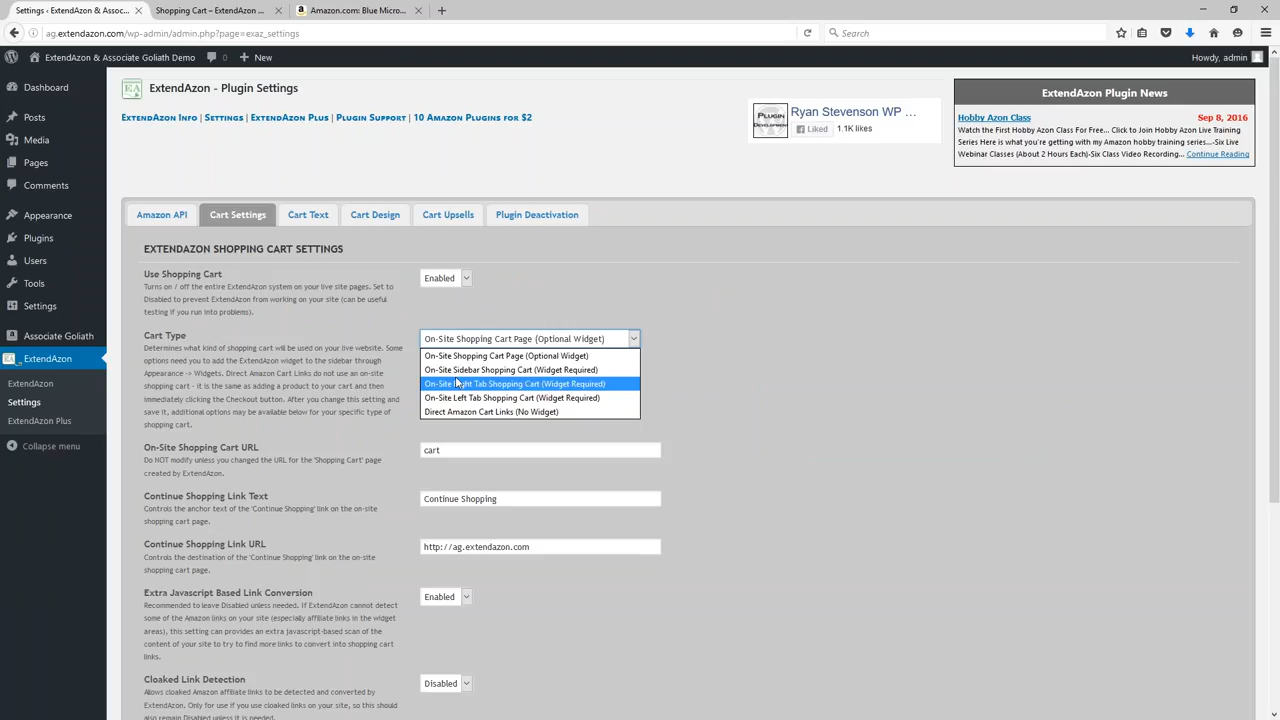 Settings ‹ ExtendAzon & Associ...
Shopping Cart – ExtendAzon ...
Amazon.com: Blue Micro...
ag.extendazon.com/wp-admin/admin.php?page=exaz_settings
Search
ExtendAzon & Associate Goliath Demo
0
New
Howdy, admin
Dashboard
Posts
Media
Pages
Comments
Appearance
Plugins
Users
Tools
Settings
Associate Goliath
ExtendAzon
ExtendAzon
Settings
ExtendAzon Plus
Collapse menu
EA
ExtendAzon - Plugin Settings
ExtendAzon Info | Settings | ExtendAzon Plus | Plugin Support | 10 Amazon Plugins for $2
PLUGIN
Ryan Stevenson WP ...
Liked
1.1K likes
ExtendAzon Plugin News
Hobby Azon Class
Sep 8, 2016
Watch the First Hobby Azon Class For Free... Click to Join Hobby Azon Live Training
Series Here is what you're getting with my Amazon hobby training series...-Six Live
Webinar Classes (About 2 Hours Each)-Six Class Video Recording... Continue Reading
Amazon API
Cart Settings
Cart Text
Cart Design
Cart Upsells
Plugin Deactivation
EXTENDAZON SHOPPING CART SETTINGS
Use Shopping Cart
Turns on / off the entire ExtendAzon system on your live site pages. Set to
Disabled to prevent ExtendAzon from working on your site (can be useful
testing if you run into problems).
Enabled
Cart Type
Determines what kind of shopping cart will be used on your live website. Some
options need you to add the ExtendAzon widget to the sidebar through
Appearance -> Widgets. Direct Amazon Cart Links do not use an on-site
shopping cart - it is the same as adding a product to your cart and then
immediately clicking the Checkout button. After you change this setting and
save it, additional options may be available below for your specific type of
shopping cart.
On-Site Shopping Cart Page (Optional Widget)
On-Site Shopping Cart Page (Optional Widget)
On-Site Sidebar Shopping Cart (Widget Required)
On-Site Right Tab Shopping Cart (Widget Required)
On-Site Left Tab Shopping Cart (Widget Required)
Direct Amazon Cart Links (No Widget)
On-Site Shopping Cart URL
Do NOT modify unless you changed the URL for the 'Shopping Cart' page
created by ExtendAzon.
cart
Continue Shopping Link Text
Controls the anchor text of the 'Continue Shopping' link on the on-site
shopping cart page.
Continue Shopping
Continue Shopping Link URL
Controls the destination of the 'Continue Shopping' link on the on-site
shopping cart page.
http://ag.extendazon.com
Extra Javascript Based Link Conversion
Recommended to leave Disabled unless needed. If ExtendAzon cannot detect
some of the Amazon links on your site (especially affiliate links in the widget
areas), this setting can provides an extra javascript-based scan of the
content of your site to try to find more links to convert into shopping cart
links.
Enabled
Cloaked Link Detection
Allows cloaked Amazon affiliate links to be detected and converted by
ExtendAzon. Only for use if you use cloaked links on your site, so this should
also remain Disabled unless it is needed.
Disabled